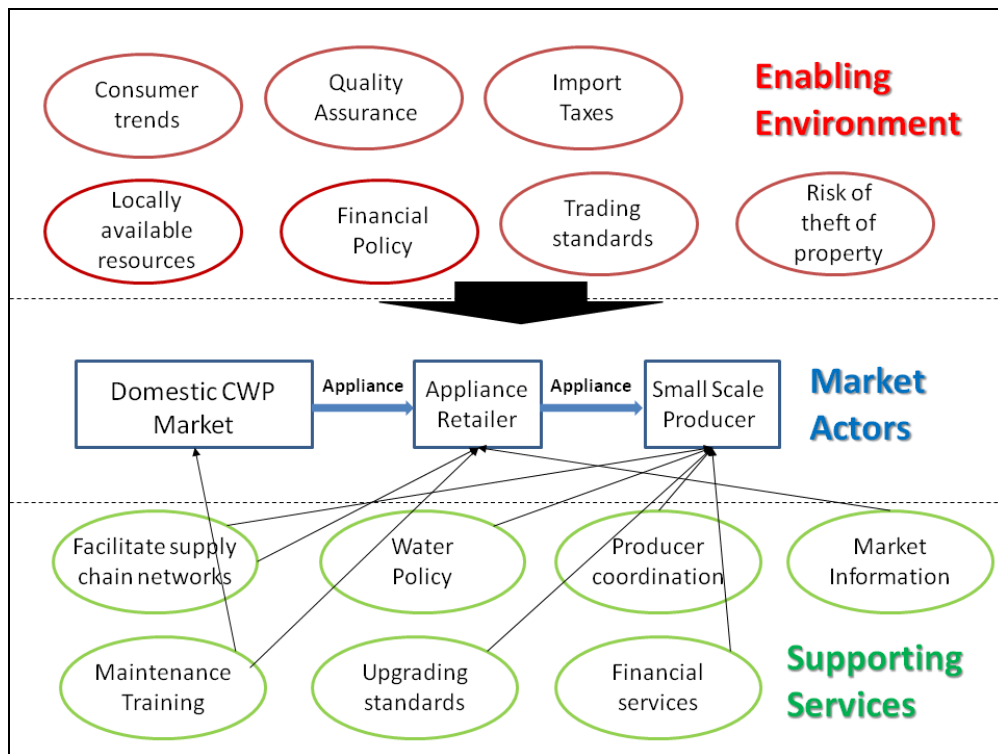 Consumer
trends
Quality
Assurance
Import
Taxes
Enabling
Environment
Locally
available
resources
Financial
Policy
Trading
standards
Risk of
theft of
property
Domestic CWP
Market
Appliance
Appliance
Retailer
Appliance
Small Scale
Producer
Market
Actors
Facilitate supply
chain networks
Water
Policy
Producer
coordination
Market
Information
Maintenance
Training
Upgrading
standards
Financial
services
Supporting
Services